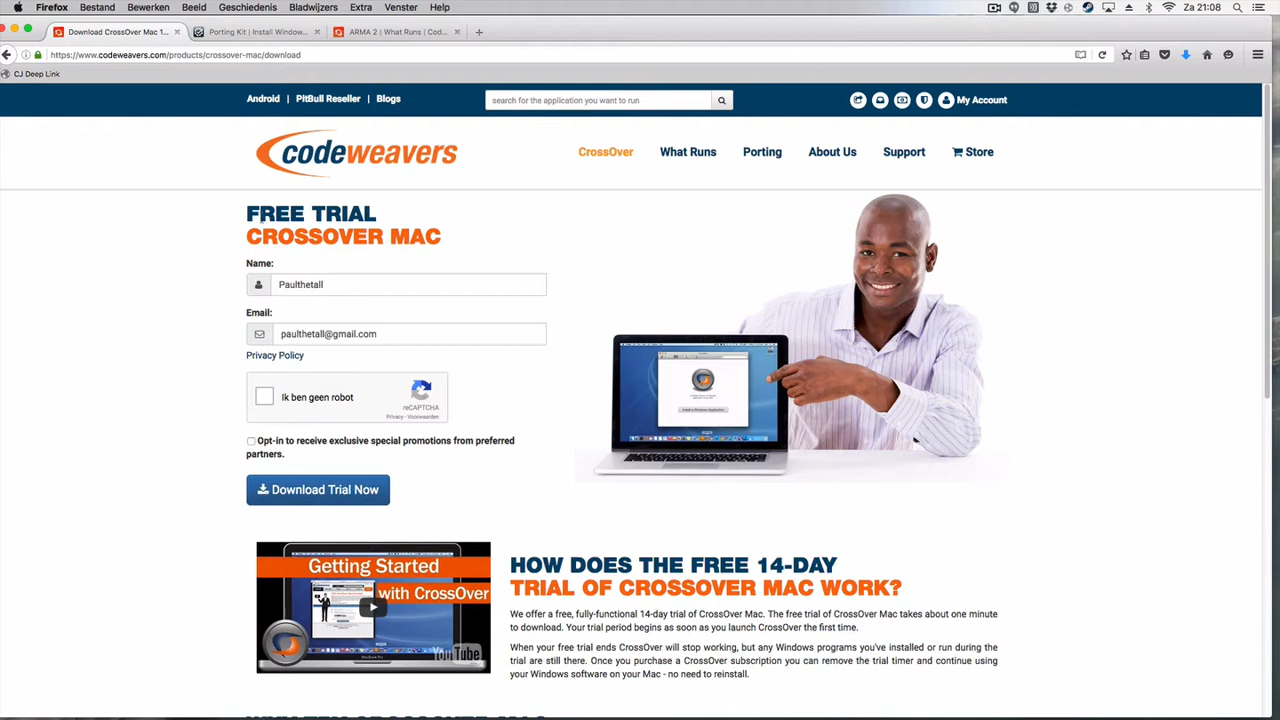 Firefox Bestand Bewerken Beeld Geschiedenis Bladwijzers Extra Venster Help Za 21:08
Download CrossOver Mac 1... Porting Kit | Install Window... ARMA 2 | What Runs | Cod...
https://www.codeweavers.com/products/crossover-mac/download
CJ Deep Link
Android | PitBull Reseller | Blogs search for the application you want to run My Account
codeweavers CrossOver What Runs Porting About Us Support Store
FREE TRIAL
CROSSOVER MAC
Name:
Paulthetall
Email:
paulthetall@gmail.com
Privacy Policy
Ik ben geen robot
reCAPTCHA
Privacy - Voorwaarden
Opt-in to receive exclusive special promotions from preferred
partners.
Download Trial Now
Getting Started
with CrossOver
YouTube
HOW DOES THE FREE 14-DAY
TRIAL OF CROSSOVER MAC WORK?
We offer a free, fully-functional 14-day trial of CrossOver Mac. The free trial of CrossOver Mac takes about one minute
to download. Your trial period begins as soon as you launch CrossOver the first time.
When your free trial ends CrossOver will stop working, but any Windows programs you've installed or run during the
trial are still there. Once you purchase a CrossOver subscription you can remove the trial timer and continue using
your Windows software on your Mac - no need to reinstall.